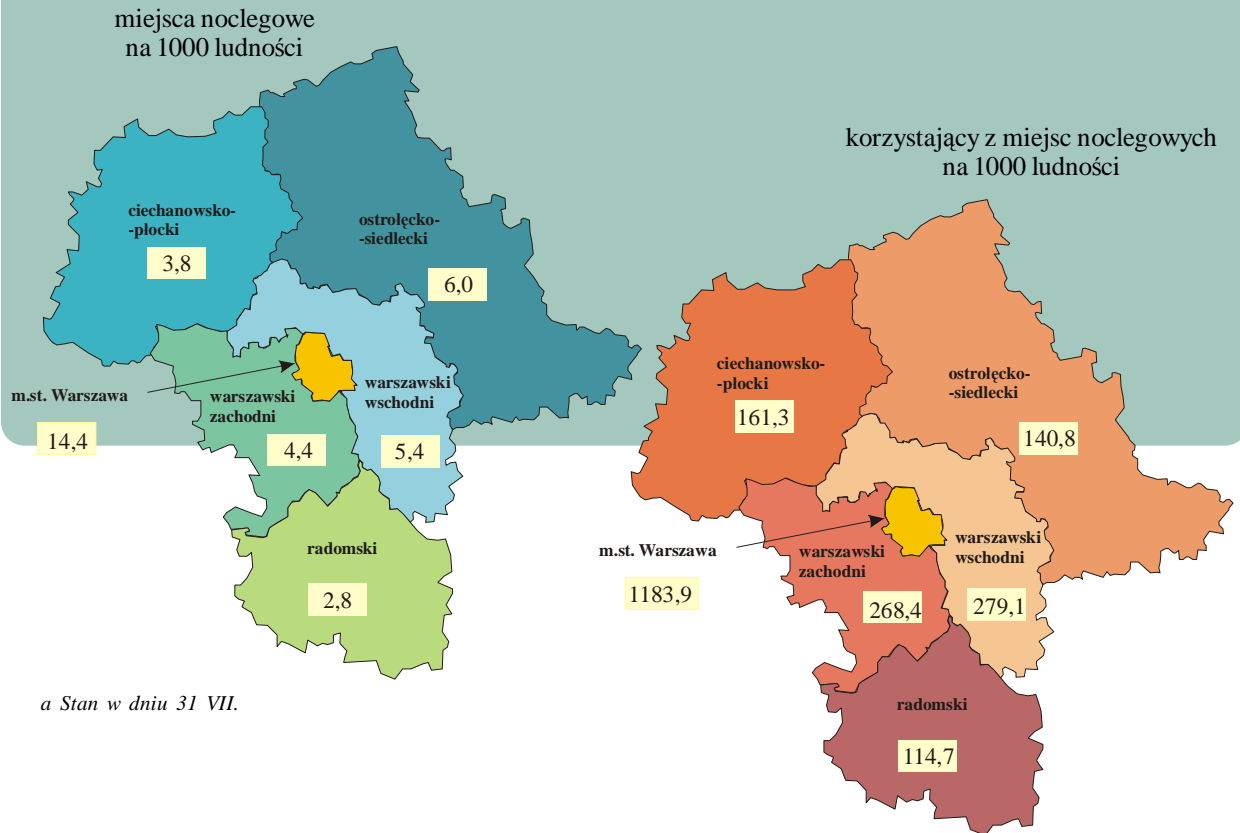 miejsca noclegowe
na 1000 ludności
ciechanowsko-
-płocki
3,8
ostrołęcko-
-siedlecki
6,0
m.st. Warszawa
14,4
warszawski
zachodni
4,4
warszawski
wschodni
5,4
radomski
2,8
a Stan w dniu 31 VII.
korzystający z miejsc noclegowych
na 1000 ludności
ciechanowsko-
-płocki
161,3
ostrołęcko-
-siedlecki
140,8
m.st. Warszawa
1183,9
warszawski
zachodni
268,4
warszawski
wschodni
279,1
radomski
114,7